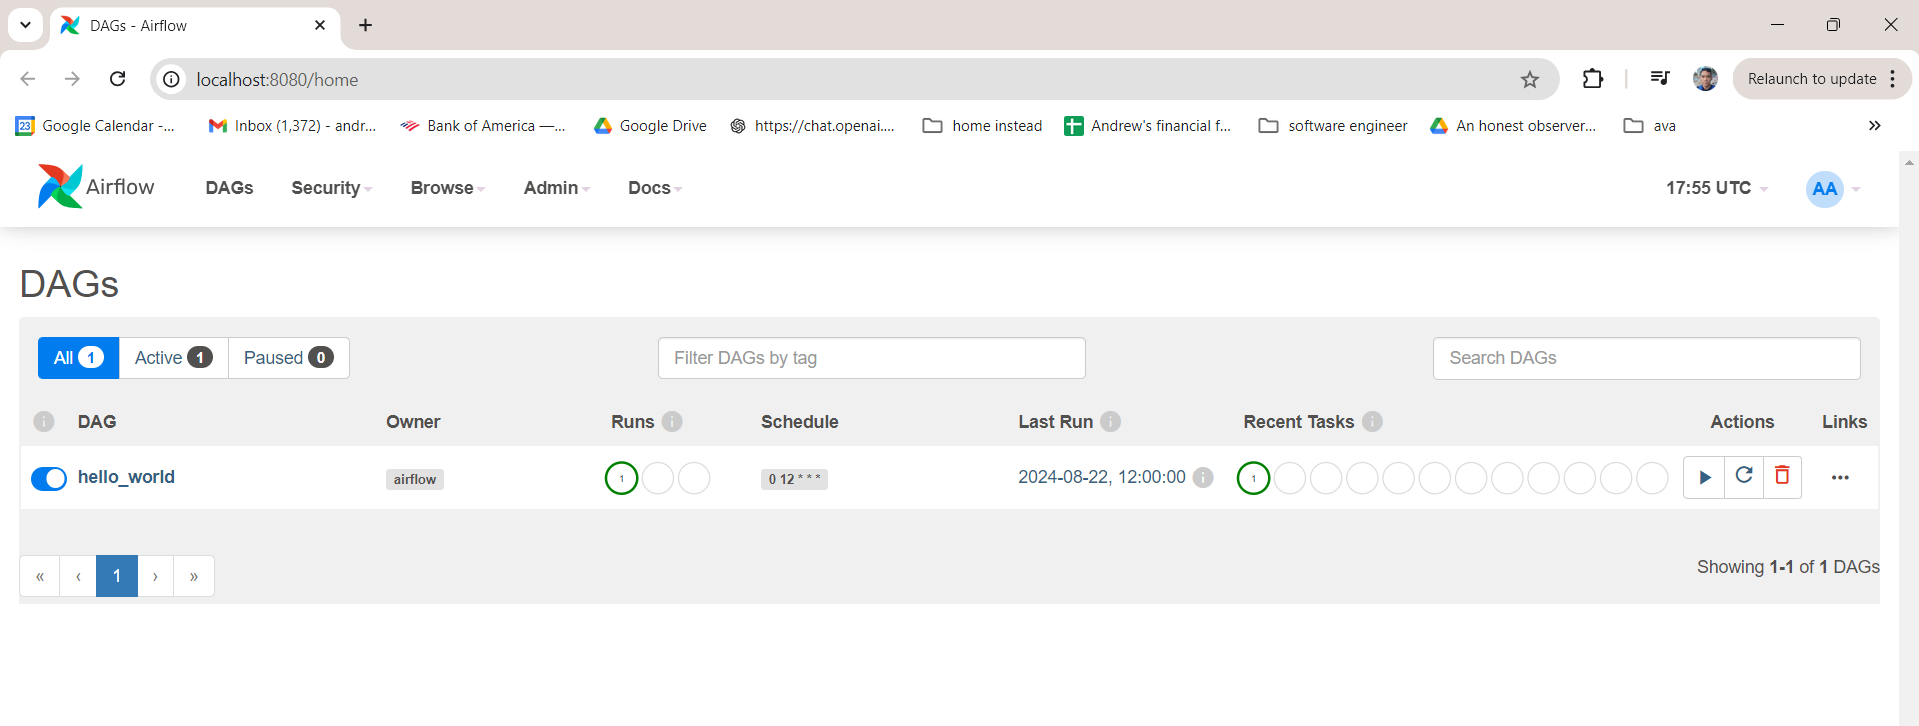 DAGs - Airflow
localhost:8080/home
Relaunch to update
23 Google Calendar -... Inbox (1,372) - andr... Bank of America —... Google Drive https://chat.openai.... home instead Andrew's financial f... software engineer An honest observer... ava
Airflow DAGs Security Browse Admin Docs 17:55 UTC AA
DAGs
All 1 Active 1 Paused 0 Filter DAGs by tag Search DAGs
i DAG Owner Runs i Schedule Last Run i Recent Tasks i Actions Links
hello_world airflow 1 0 12 * * * 2024-08-22, 12:00:00 i 1 ...
« ‹ 1 › » Showing 1-1 of 1 DAGs